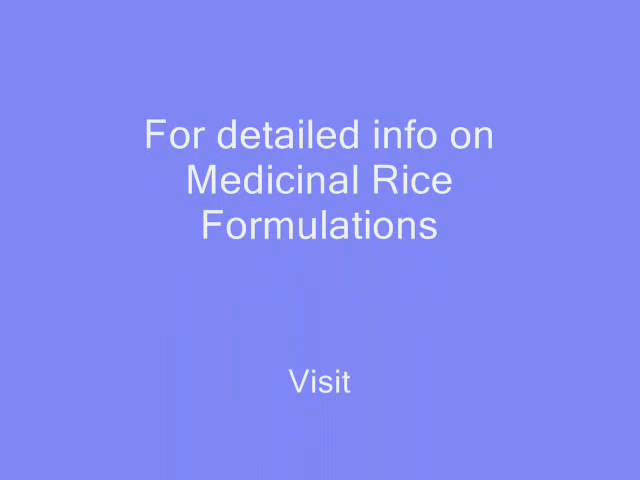 For detailed info on
Medicinal Rice
Formulations
Visit